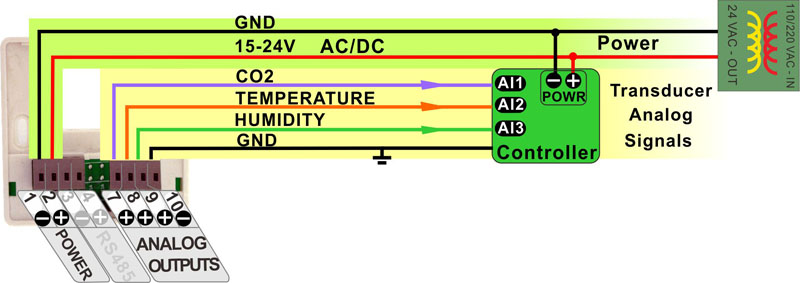 GND
15-24V AC/DC
Power
110/220 VAC - IN
24 VAC - OUT
CO2
TEMPERATURE
HUMIDITY
GND
AI1
AI2
AI3
POWR
Controller
Transducer
Analog
Signals
1 2 3 4 7 8 9 10
POWER
RS485
ANALOG
OUTPUTS